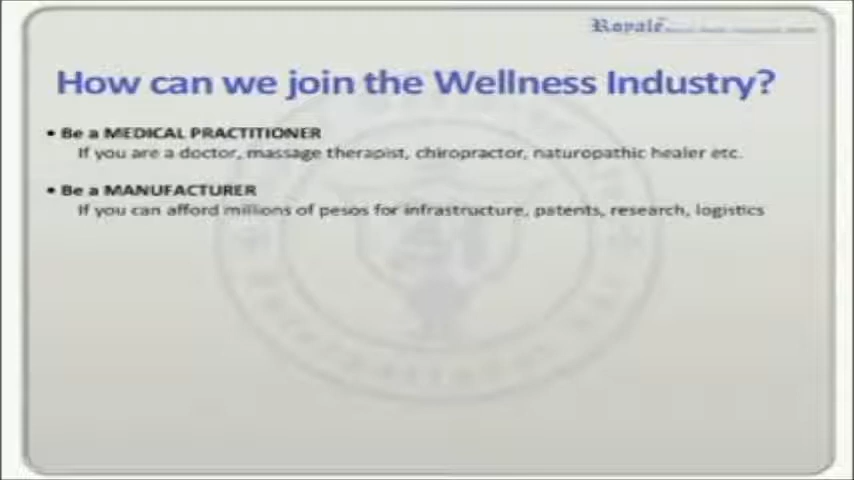 Royale
How can we join the Wellness Industry?
• Be a MEDICAL PRACTITIONER
If you are a doctor, massage therapist, chiropractor, naturopathic healer etc.
• Be a MANUFACTURER
If you can afford millions of pesos for infrastructure, patents, research, logistics